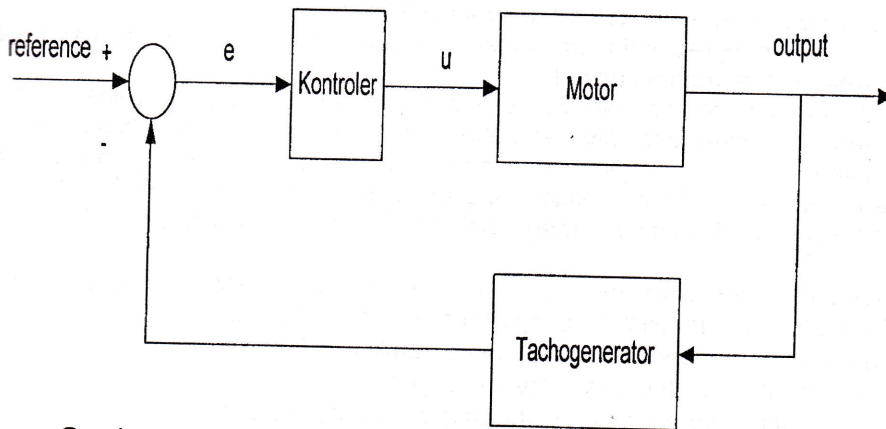 reference + e Kontroler u Motor output
-
Tachogenerator